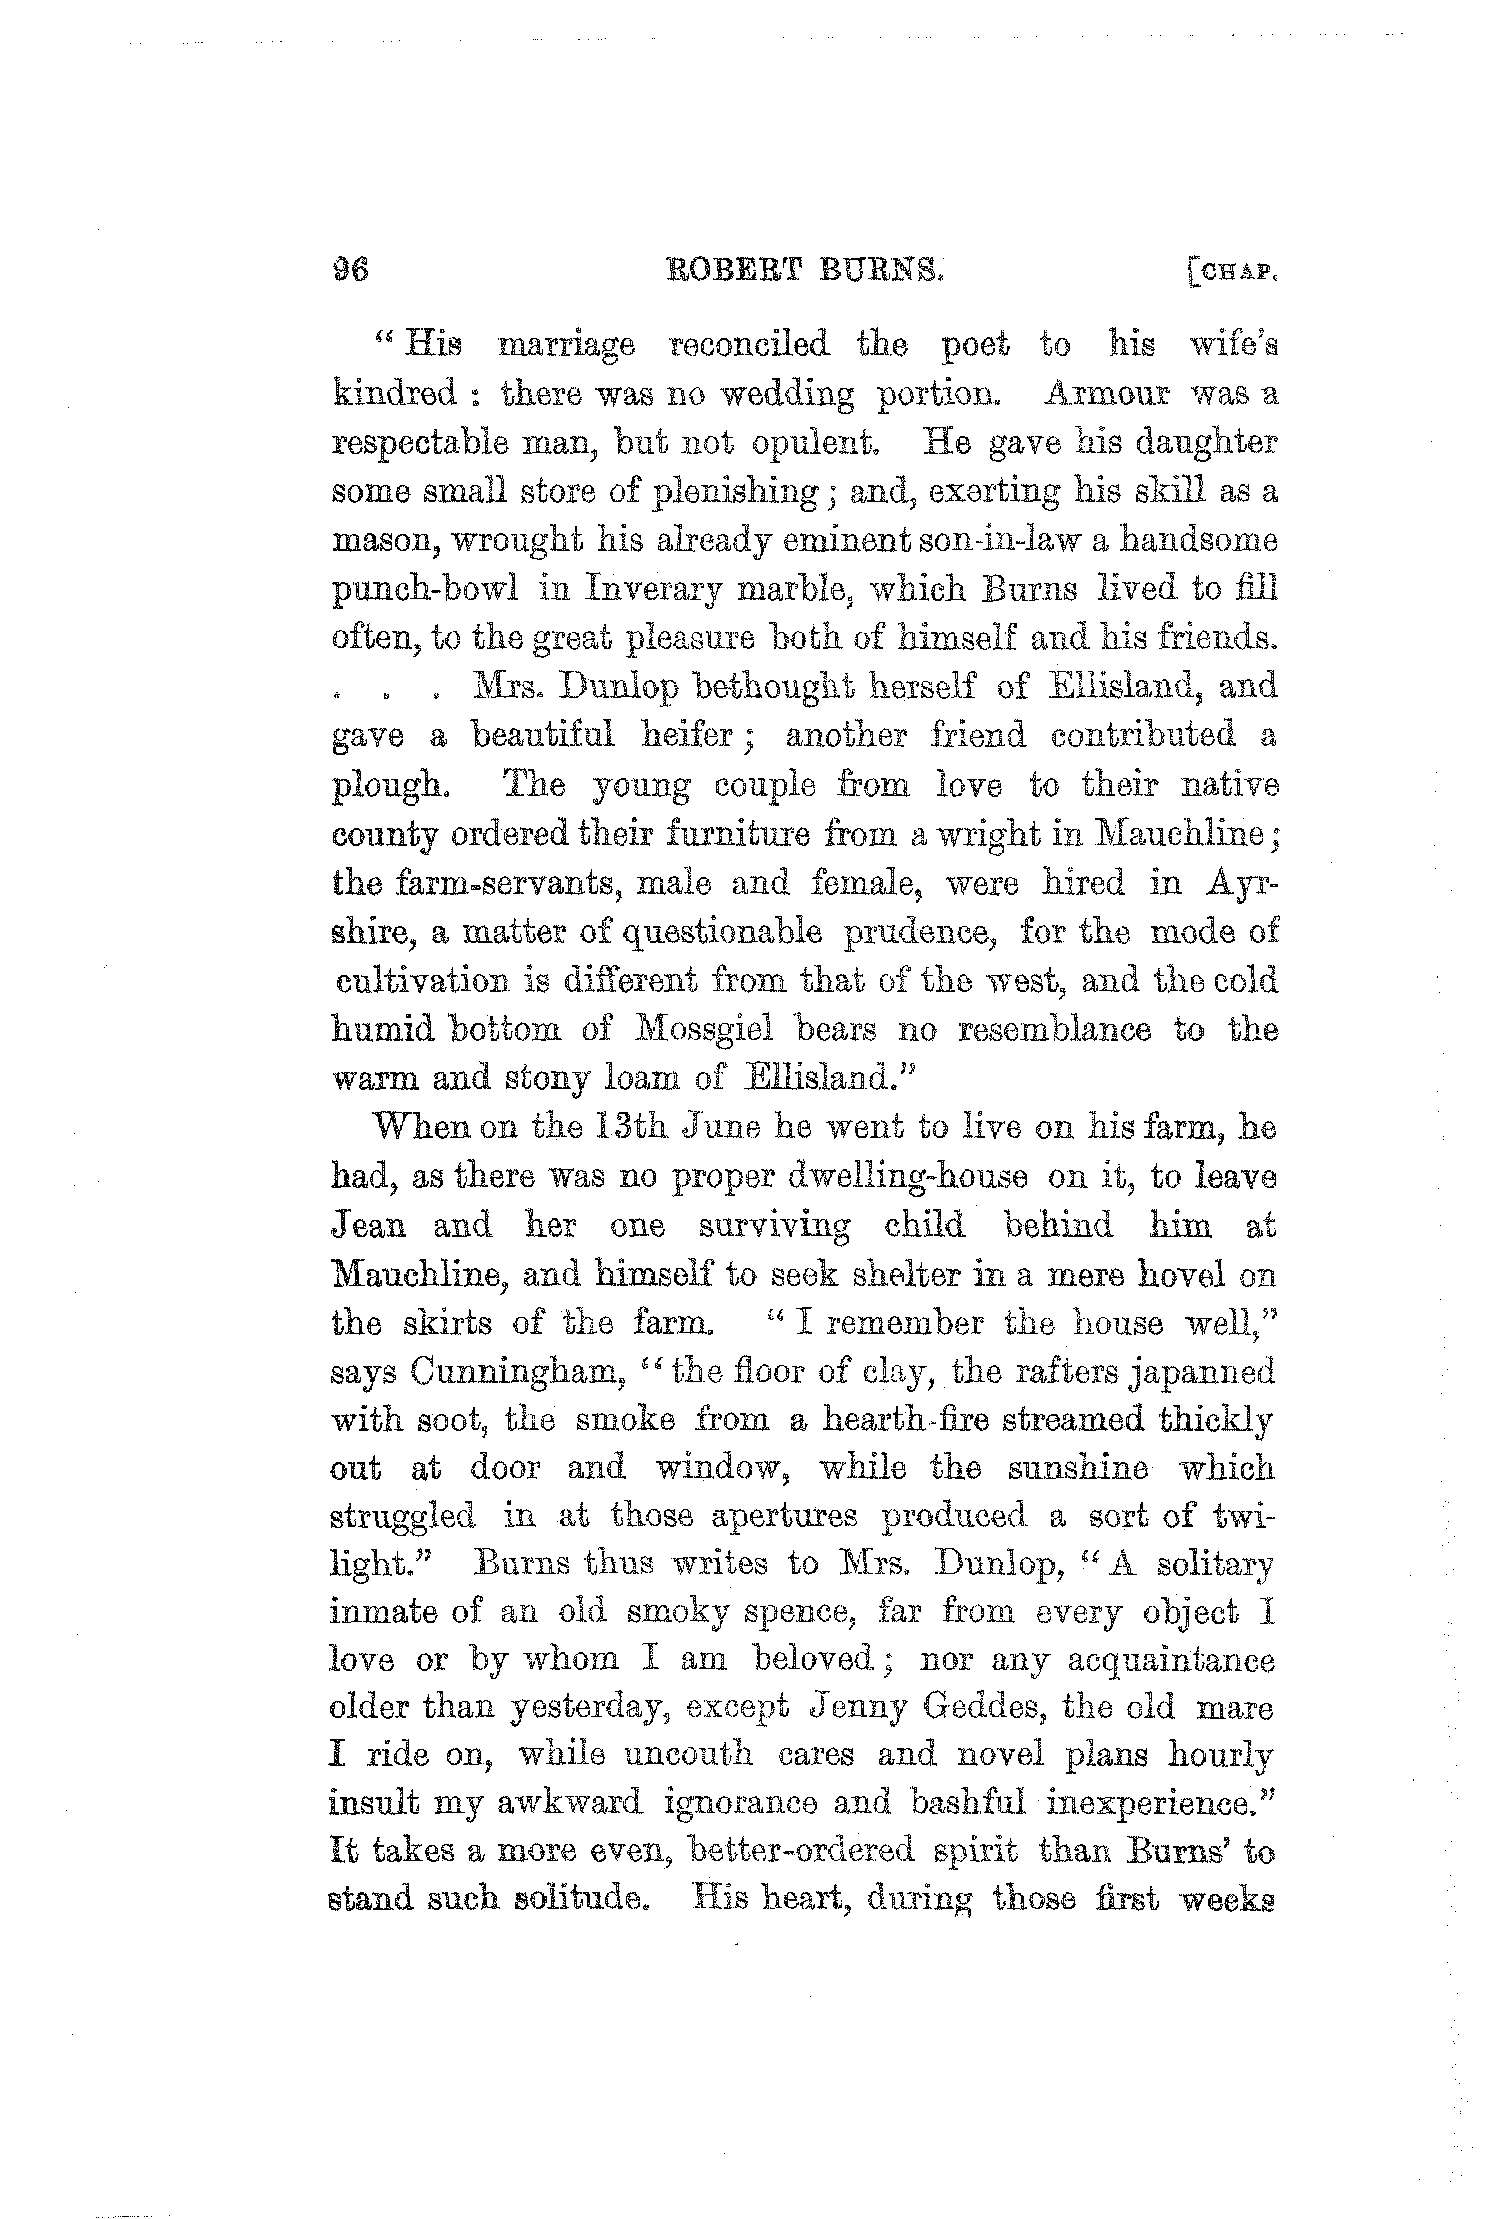 96 ROBERT BURNS. [CHAP.
“ His marriage reconciled the poet to his wife's
kindred : there was no wedding portion. Armour was a
respectable man, but not opulent. He gave his daughter
some small store of plenishing ; and, exerting his skill as a
mason, wrought his already eminent son-in-law a handsome
punch-bowl in Inverary marble, which Burns lived to fill
often, to the great pleasure both of himself and his friends.
. . . Mrs. Dunlop bethought herself of Ellisland, and
gave a beautiful heifer ; another friend contributed a
plough. The young couple from love to their native
county ordered their furniture from a wright in Mauchline ;
the farm-servants, male and female, were hired in Ayr-
shire, a matter of questionable prudence, for the mode of
cultivation is different from that of the west, and the cold
humid bottom of Mossgiel bears no resemblance to the
warm and stony loam of Ellisland.”
When on the 13th June he went to live on his farm, he
had, as there was no proper dwelling-house on it, to leave
Jean and her one surviving child behind him at
Mauchline, and himself to seek shelter in a mere hovel on
the skirts of the farm. “ I remember the house well,”
says Cunningham, “ the floor of clay, the rafters japanned
with soot, the smoke from a hearth-fire streamed thickly
out at door and window, while the sunshine which
struggled in at those apertures produced a sort of twi-
light.” Burns thus writes to Mrs. Dunlop, “ A solitary
inmate of an old smoky spence, far from every object I
love or by whom I am beloved ; nor any acquaintance
older than yesterday, except Jenny Geddes, the old mare
I ride on, while uncouth cares and novel plans hourly
insult my awkward ignorance and bashful inexperience.”
It takes a more even, better-ordered spirit than Burns’ to
stand such solitude. His heart, during those first weeks